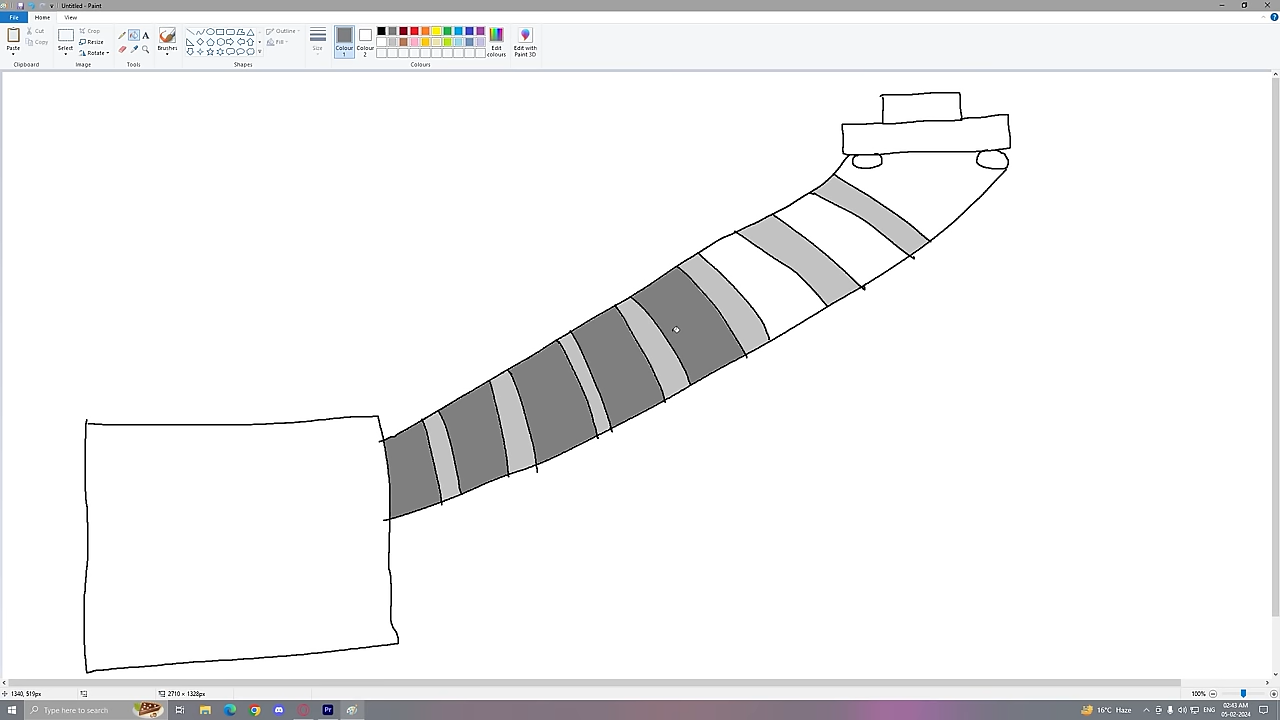 Untitled - Paint
File Home View
Paste Cut Copy Select Crop Resize Rotate Brushes Size Outline Fill Colour 1 Colour 2 Edit colours Edit with Paint 3D
Clipboard Image Tools Shapes Colours
1340, 519px 2710 × 1328px 100%
Type here to search Pr 16°C Haze ENG 02:43 AM
05-02-2024